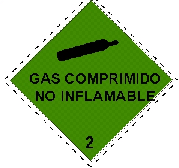 GAS COMPRIMIDO
NO INFLAMABLE
2